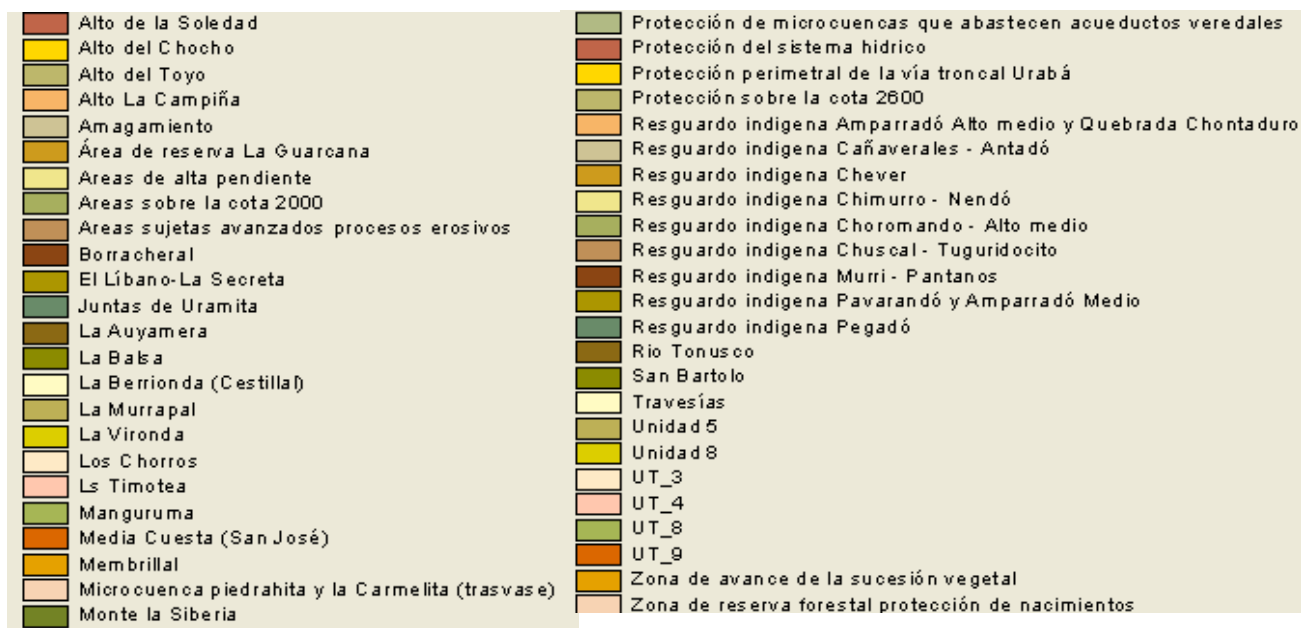 Alto de la Soledad
Alto del Chocho
Alto del Toyo
Alto La Campiña
Amagamiento
Área de reserva La Guarcana
Areas de alta pendiente
Areas sobre la cota 2000
Areas sujetas avanzados procesos erosivos
Borracheral
El Líbano-La Secreta
Juntas de Uramita
La Auyamera
La Balsa
La Berrionda (Cestillal)
La Murrapal
La Vironda
Los Chorros
Ls Timotea
Manguruma
Media Cuesta (San José)
Membrillal
Microcuenca piedrahita y la Carmelita (trasvase)
Monte la Siberia
Protección de microcuencas que abastecen acueductos veredales
Protección del sistema hidrico
Protección perimetral de la vía troncal Urabá
Protección sobre la cota 2600
Resguardo indigena Amparradó Alto medio y Quebrada Chontaduro
Resguardo indigena Cañaverales - Antadó
Resguardo indigena Chever
Resguardo indigena Chimurro - Nendó
Resguardo indigena Choromando - Alto medio
Resguardo indigena Chuscal - Tuguridocito
Resguardo indigena Murri - Pantanos
Resguardo indigena Pavarandó y Amparradó Medio
Resguardo indigena Pegadó
Rio Tonusco
San Bartolo
Travesías
Unidad 5
Unidad 8
UT_3
UT_4
UT_8
UT_9
Zona de avance de la sucesión vegetal
Zona de reserva forestal protección de nacimientos